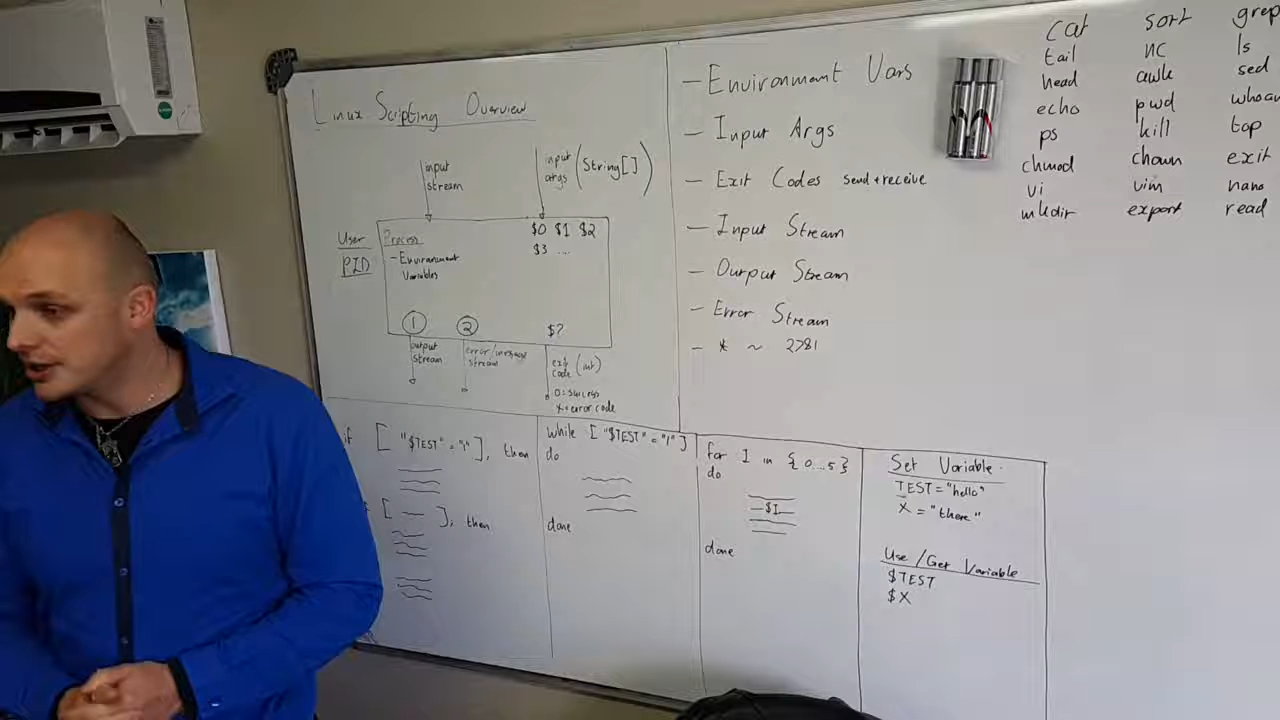 Linux Scripting Overview
input
stream
input
args (String[])
User
PID
Process
- Environment
Variables
$0 $1 $2
$3 ...
1
2
$?
output
stream
error/message
stream
exit
code (int)
0=success
x=error code
- Environment Vars
- Input Args
- Exit Codes send+receive
- Input Stream
- Output Stream
- Error Stream
- * ~ 2>&1
cat sort grep
tail nc ls
head awk sed
echo pwd
ps kill top
chmod chown exit
vi vim nano
mkdir export read
if [ "$TEST" = "1" ], then
[ ], then
while [ "$TEST" = "1" ]
do
done
for I in { 0...5 }
do
$I
done
Set Variable
TEST="hello"
X="there"
Use/Get Variable
$TEST
$X